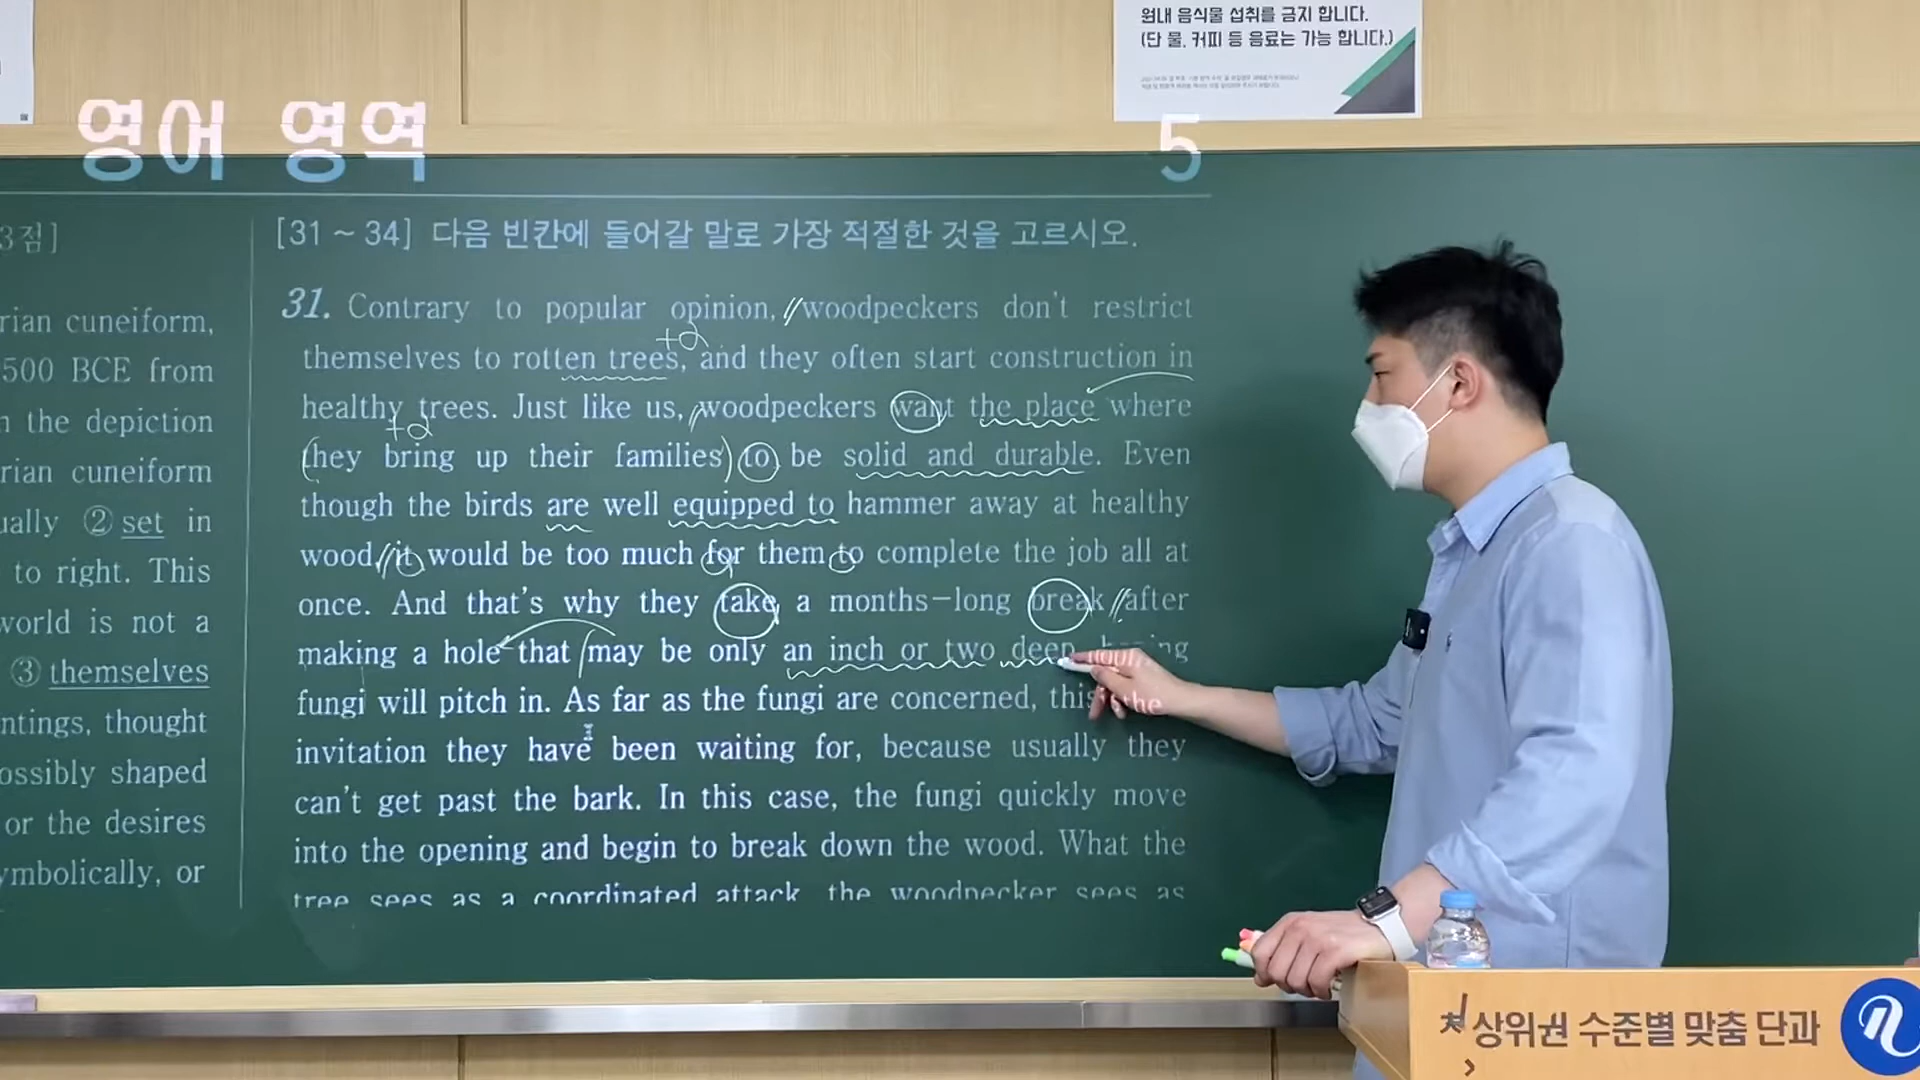 원내 음식물 섭취를 금지 합니다.
(단 물, 커피 등 음료는 가능 합니다.)
영어 영역
5
3점]
rian cuneiform,
500 BCE from
n the depiction
rian cuneiform
ually ② set in
to right. This
world is not a
③ themselves
ntings, thought
ossibly shaped
or the desires
ymbolically, or
[31 ~ 34] 다음 빈칸에 들어갈 말로 가장 적절한 것을 고르시오.
31. Contrary to popular opinion, woodpeckers don't restrict
+α
themselves to rotten trees, and they often start construction in
healthy trees. Just like us, woodpeckers want the place where
+α
they bring up their families) to be solid and durable. Even
though the birds are well equipped to hammer away at healthy
wood, it would be too much for them to complete the job all at
once. And that's why they take a months-long break after
making a hole that may be only an inch or two deep,
fungi will pitch in. As far as the fungi are concerned, this the
invitation they have been waiting for, because usually they
can't get past the bark. In this case, the fungi quickly move
into the opening and begin to break down the wood. What the
tree sees as a coordinated attack, the woodpecker sees as
상위권 수준별 맞춤 단과